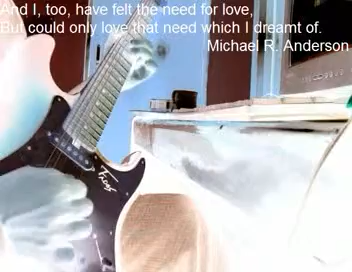 And I, too, have felt the need for love,
But could only love that need which I dreamt of.
Michael R. Anderson